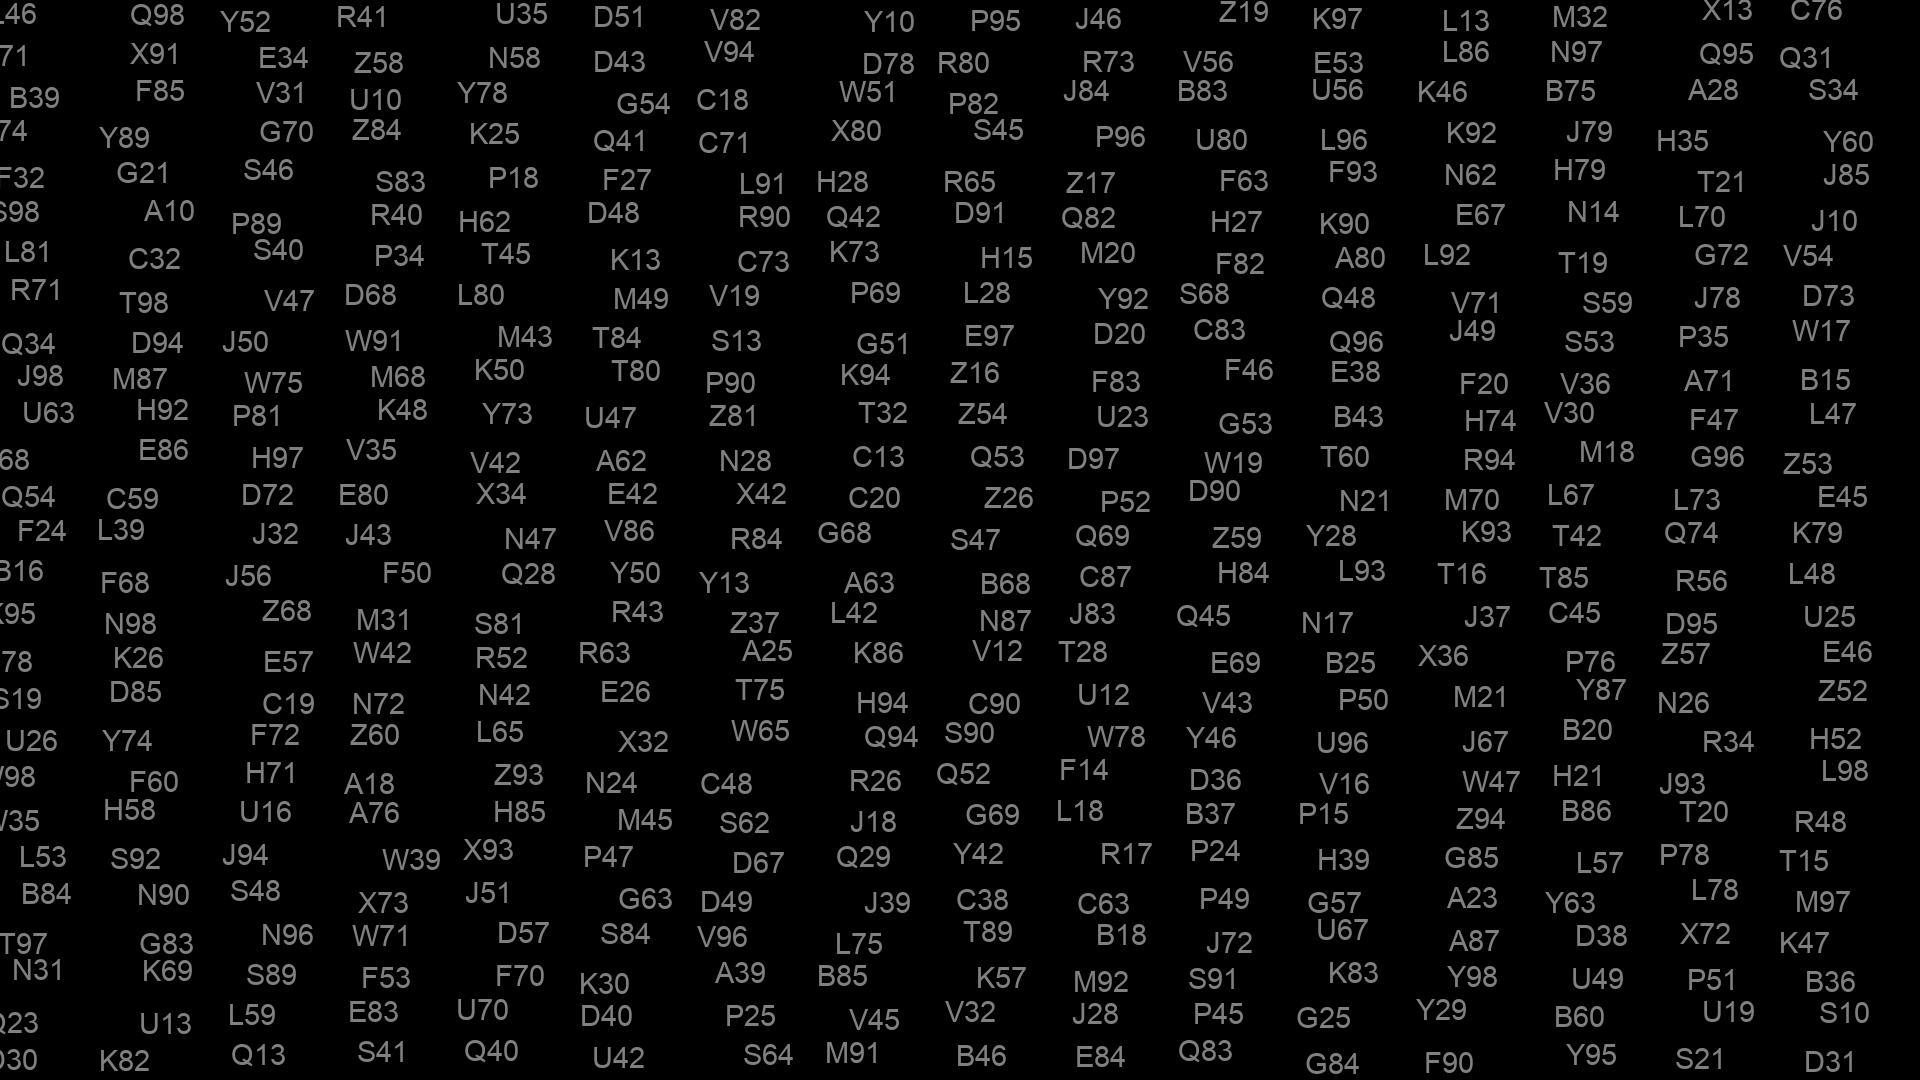 L46 Q98 Y52 R41 U35 D51 V82 Y10 P95 J46 Z19 K97 L13 M32 X13 C76
71 X91 E34 Z58 N58 D43 V94 D78 R80 R73 V56 E53 L86 N97 Q95 Q31
B39 F85 V31 U10 Y78 G54 C18 W51 P82 J84 B83 U56 K46 B75 A28 S34
74 Y89 G70 Z84 K25 Q41 C71 X80 S45 P96 U80 L96 K92 J79 H35 Y60
F32 G21 S46 S83 P18 F27 L91 H28 R65 Z17 F63 F93 N62 H79 T21 J85
S98 A10 P89 R40 H62 D48 R90 Q42 D91 Q82 H27 K90 E67 N14 L70 J10
L81 C32 S40 P34 T45 K13 C73 K73 H15 M20 F82 A80 L92 T19 G72 V54
R71 T98 V47 D68 L80 M49 V19 P69 L28 Y92 S68 Q48 V71 S59 J78 D73
Q34 D94 J50 W91 M43 T84 S13 G51 E97 D20 C83 Q96 J49 S53 P35 W17
J98 M87 W75 M68 K50 T80 P90 K94 Z16 F83 F46 E38 F20 V36 A71 B15
U63 H92 P81 K48 Y73 U47 Z81 T32 Z54 U23 G53 B43 H74 V30 F47 L47
68 E86 H97 V35 V42 A62 N28 C13 Q53 D97 W19 T60 R94 M18 G96 Z53
Q54 C59 D72 E80 X34 E42 X42 C20 Z26 P52 D90 N21 M70 L67 L73 E45
F24 L39 J32 J43 N47 V86 R84 G68 S47 Q69 Z59 Y28 K93 T42 Q74 K79
B16 F68 J56 F50 Q28 Y50 Y13 A63 B68 C87 H84 L93 T16 T85 R56 L48
K95 N98 Z68 M31 S81 R43 Z37 L42 N87 J83 Q45 N17 J37 C45 D95 U25
78 K26 E57 W42 R52 R63 A25 K86 V12 T28 E69 B25 X36 P76 Z57 E46
S19 D85 C19 N72 N42 E26 T75 H94 C90 U12 V43 P50 M21 Y87 N26 Z52
U26 Y74 F72 Z60 L65 X32 W65 Q94 S90 W78 Y46 U96 J67 B20 R34 H52
98 F60 H71 A18 Z93 N24 C48 R26 Q52 F14 D36 V16 W47 H21 J93 L98
W35 H58 U16 A76 H85 M45 S62 J18 G69 L18 B37 P15 Z94 B86 T20 R48
L53 S92 J94 W39 X93 P47 D67 Q29 Y42 R17 P24 H39 G85 L57 P78 T15
B84 N90 S48 X73 J51 G63 D49 J39 C38 C63 P49 G57 A23 Y63 L78 M97
T97 G83 N96 W71 D57 S84 V96 L75 T89 B18 J72 U67 A87 D38 X72 K47
N31 K69 S89 F53 F70 K30 A39 B85 K57 M92 S91 K83 Y98 U49 P51 B36
Q23 U13 L59 E83 U70 D40 P25 V45 V32 J28 P45 G25 Y29 B60 U19 S10
30 K82 Q13 S41 Q40 U42 S64 M91 B46 E84 Q83 G84 F90 Y95 S21 D31